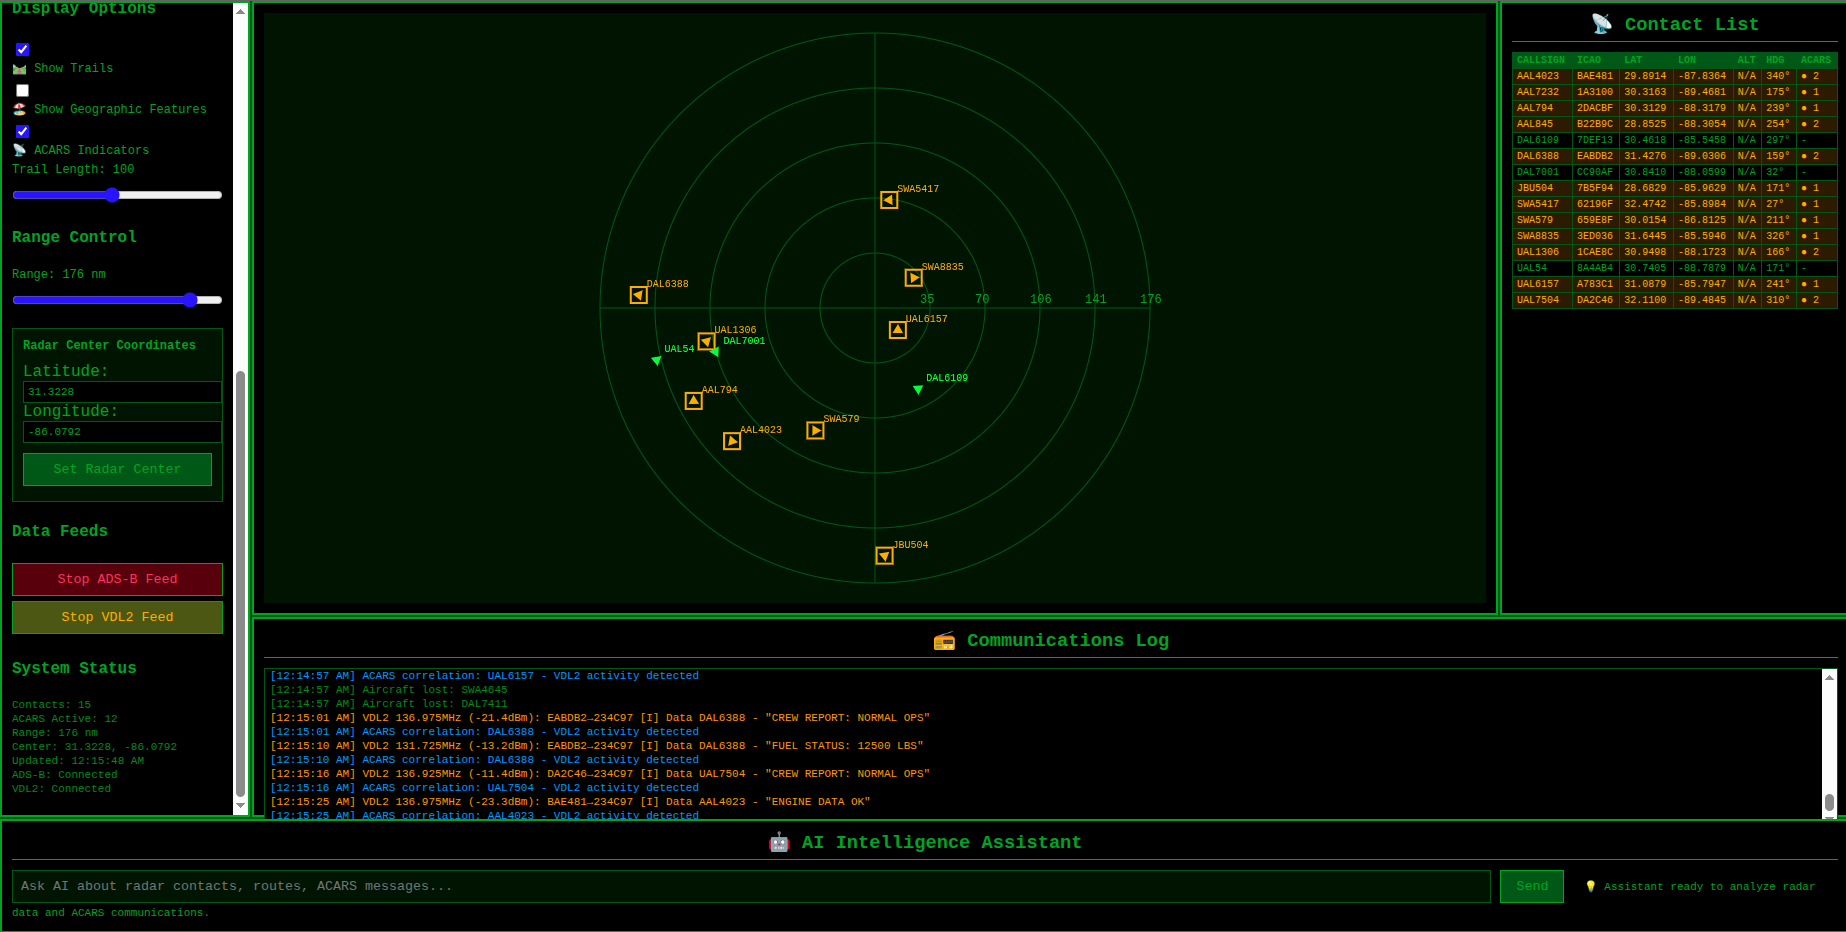 Display Options
Show Trails
Show Geographic Features
ACARS Indicators
Trail Length: 100
Range Control
Range: 176 nm
Radar Center Coordinates
Latitude:
31.3228
Longitude:
-86.0792
Set Radar Center
Data Feeds
Stop ADS-B Feed
Stop VDL2 Feed
System Status
Contacts: 15
ACARS Active: 12
Range: 176 nm
Center: 31.3228, -86.0792
Updated: 12:15:48 AM
ADS-B: Connected
VDL2: Connected
SWA5417
SWA8835
DAL6388
35 70 106 141 176
UAL6157
UAL1306
DAL7001
UAL54
DAL6109
AAL794
SWA579
AAL4023
JBU504
📡 Contact List
CALLSIGN ICAO LAT LON ALT HDG ACARS
AAL4023 BAE481 29.8914 -87.8364 N/A 340° ● 2
AAL7232 1A3100 30.3163 -89.4681 N/A 175° ● 1
AAL794 2DACBF 30.3129 -88.3179 N/A 239° ● 1
AAL845 B22B9C 28.8525 -88.3054 N/A 254° ● 2
DAL6109 7DEF13 30.4618 -85.5458 N/A 297° -
DAL6388 EABDB2 31.4276 -89.0306 N/A 159° ● 2
DAL7001 CC90AF 30.8410 -88.0599 N/A 32° -
JBU504 7B5F94 28.6829 -85.9629 N/A 171° ● 1
SWA5417 62196F 32.4742 -85.8984 N/A 27° ● 1
SWA579 659E8F 30.0154 -86.8125 N/A 211° ● 1
SWA8835 3ED036 31.6445 -85.5946 N/A 326° ● 1
UAL1306 1CAE8C 30.9498 -88.1723 N/A 166° ● 2
UAL54 8A4AB4 30.7405 -88.7879 N/A 171° -
UAL6157 A783C1 31.0879 -85.7947 N/A 241° ● 1
UAL7504 DA2C46 32.1100 -89.4845 N/A 310° ● 2
📻 Communications Log
[12:14:57 AM] ACARS correlation: UAL6157 - VDL2 activity detected
[12:14:57 AM] Aircraft lost: SWA4645
[12:14:57 AM] Aircraft lost: DAL7411
[12:15:01 AM] VDL2 136.975MHz (-21.4dBm): EABDB2→234C97 [I] Data DAL6388 - "CREW REPORT: NORMAL OPS"
[12:15:01 AM] ACARS correlation: DAL6388 - VDL2 activity detected
[12:15:10 AM] VDL2 131.725MHz (-13.2dBm): EABDB2→234C97 [I] Data DAL6388 - "FUEL STATUS: 12500 LBS"
[12:15:10 AM] ACARS correlation: DAL6388 - VDL2 activity detected
[12:15:16 AM] VDL2 136.925MHz (-11.4dBm): DA2C46→234C97 [I] Data UAL7504 - "CREW REPORT: NORMAL OPS"
[12:15:16 AM] ACARS correlation: UAL7504 - VDL2 activity detected
[12:15:25 AM] VDL2 136.975MHz (-23.3dBm): BAE481→234C97 [I] Data AAL4023 - "ENGINE DATA OK"
[12:15:25 AM] ACARS correlation: AAL4023 - VDL2 activity detected
🤖 AI Intelligence Assistant
Ask AI about radar contacts, routes, ACARS messages...
Send
💡 Assistant ready to analyze radar
data and ACARS communications.